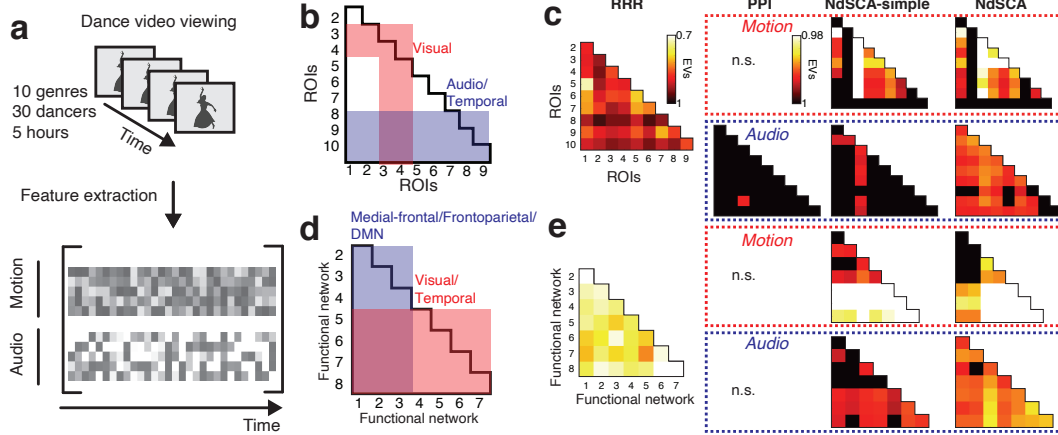 a
Dance video viewing
10 genres
30 dancers
5 hours
Time
Feature extraction
Motion
Audio
Time
b
ROIs
2
3
4
5
6
7
8
9
10
Visual
Audio/
Temporal
1 2 3 4 5 6 7 8 9
ROIs
d
Medial-frontal/Frontoparietal/
DMN
Functional network
2
3
4
5
6
7
8
Visual/
Temporal
1 2 3 4 5 6 7
Functional network
c
RRR
ROIs
2
3
4
5
6
7
8
9
10
1 2 3 4 5 6 7 8 9
ROIs
0.7
EVs
1
PPI NdSCA-simple NdSCA
Motion
n.s.
0.98
EVs
1
Audio
e
Functional network
2
3
4
5
6
7
8
1 2 3 4 5 6 7
Functional network
Motion
n.s.
Audio
n.s.